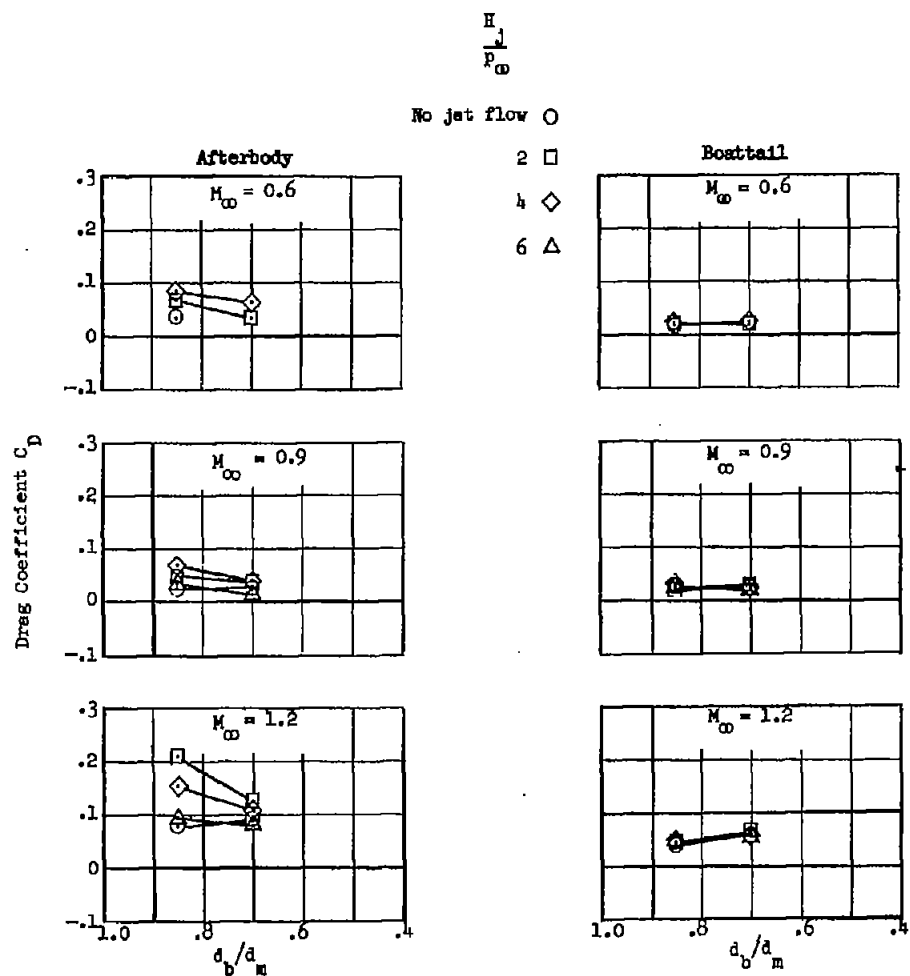 H_j
p_∞
No jet flow ○
2 □
4 ◇
6 △
Afterbody
M_∞ = 0.6
.3
.2
.1
0
-.1
Boattail
M_∞ = 0.6
Drag Coefficient C_D
M_∞ = 0.9
.3
.2
.1
0
-.1
M_∞ = 0.9
M_∞ = 1.2
.3
.2
.1
0
-.1
1.0 .8 .6 .4
d_b/d_m
M_∞ = 1.2
1.0 .8 .6 .4
d_b/d_m